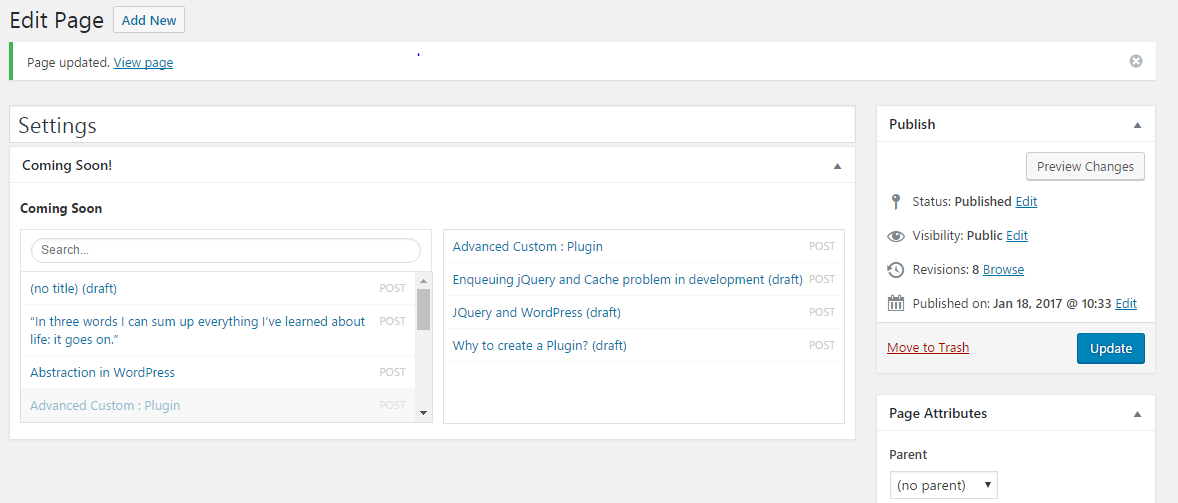 Edit Page Add New
Page updated. View page
Settings
Coming Soon!
Coming Soon
Search...
(no title) (draft) POST
“In three words I can sum up everything I’ve learned about POST
life: it goes on.”
Abstraction in WordPress POST
Advanced Custom : Plugin POST
Advanced Custom : Plugin POST
Enqueuing jQuery and Cache problem in development (draft) POST
JQuery and WordPress (draft) POST
Why to create a Plugin? (draft) POST
Publish
Preview Changes
Status: Published Edit
Visibility: Public Edit
Revisions: 8 Browse
Published on: Jan 18, 2017 @ 10:33 Edit
Move to Trash Update
Page Attributes
Parent
(no parent)